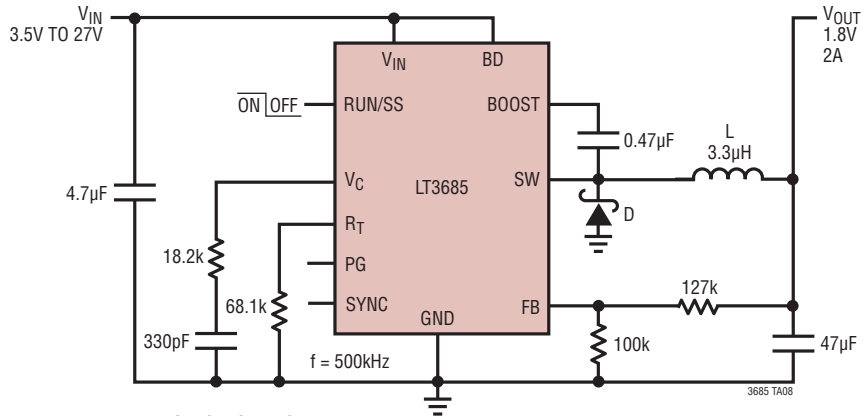 VIN
3.5V TO 27V
VOUT
1.8V
2A
VIN
BD
ON OFF
RUN/SS
BOOST
0.47µF
L
3.3µH
4.7µF
VC
LT3685
SW
D
RT
18.2k
PG
68.1k
127k
SYNC
FB
GND
330pF
f = 500kHz
100k
47µF
3685 TA08